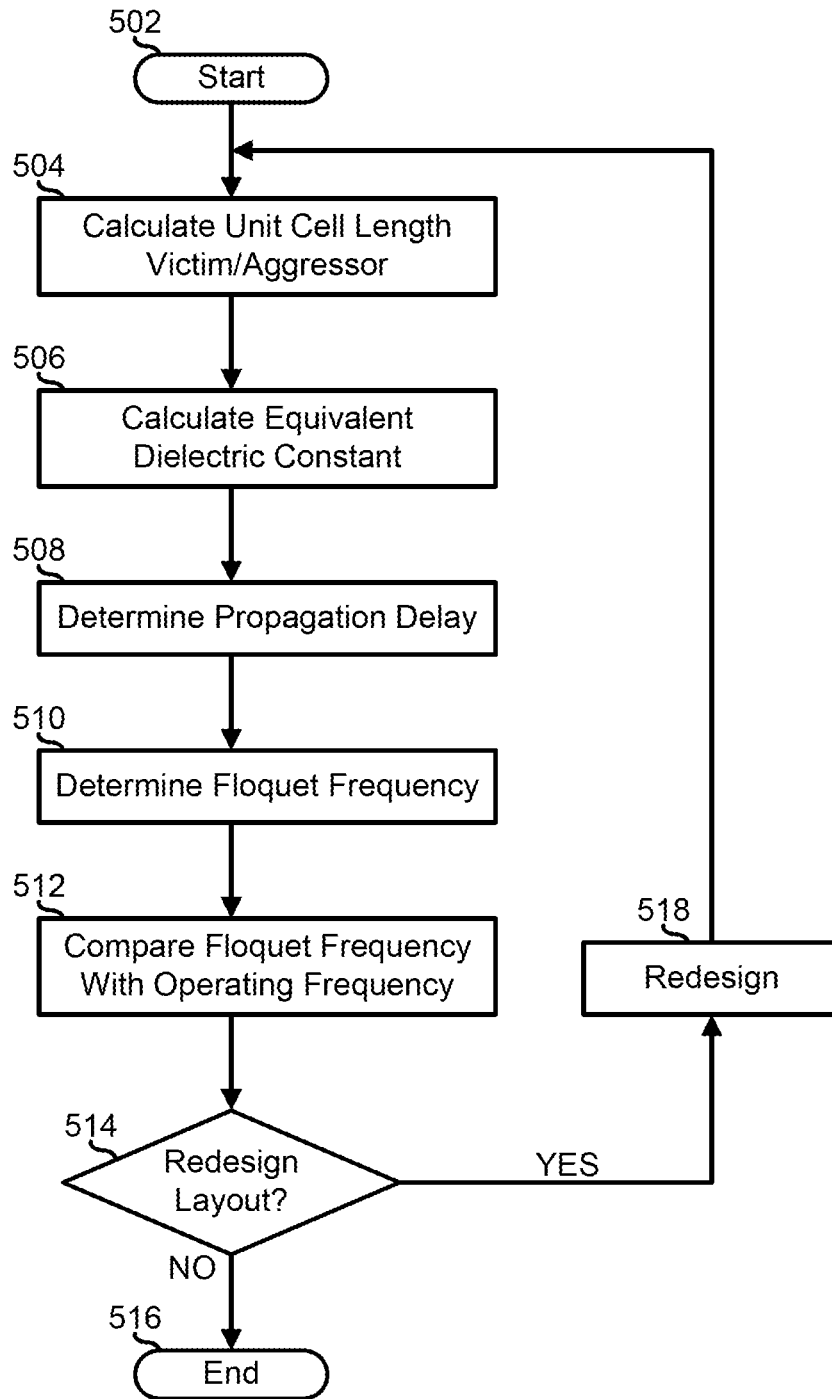 502
Start
504
Calculate Unit Cell Length
Victim/Aggressor
506
Calculate Equivalent
Dielectric Constant
508
Determine Propagation Delay
510
Determine Floquet Frequency
512
Compare Floquet Frequency
With Operating Frequency
518
Redesign
514
Redesign
Layout?
YES
NO
516
End